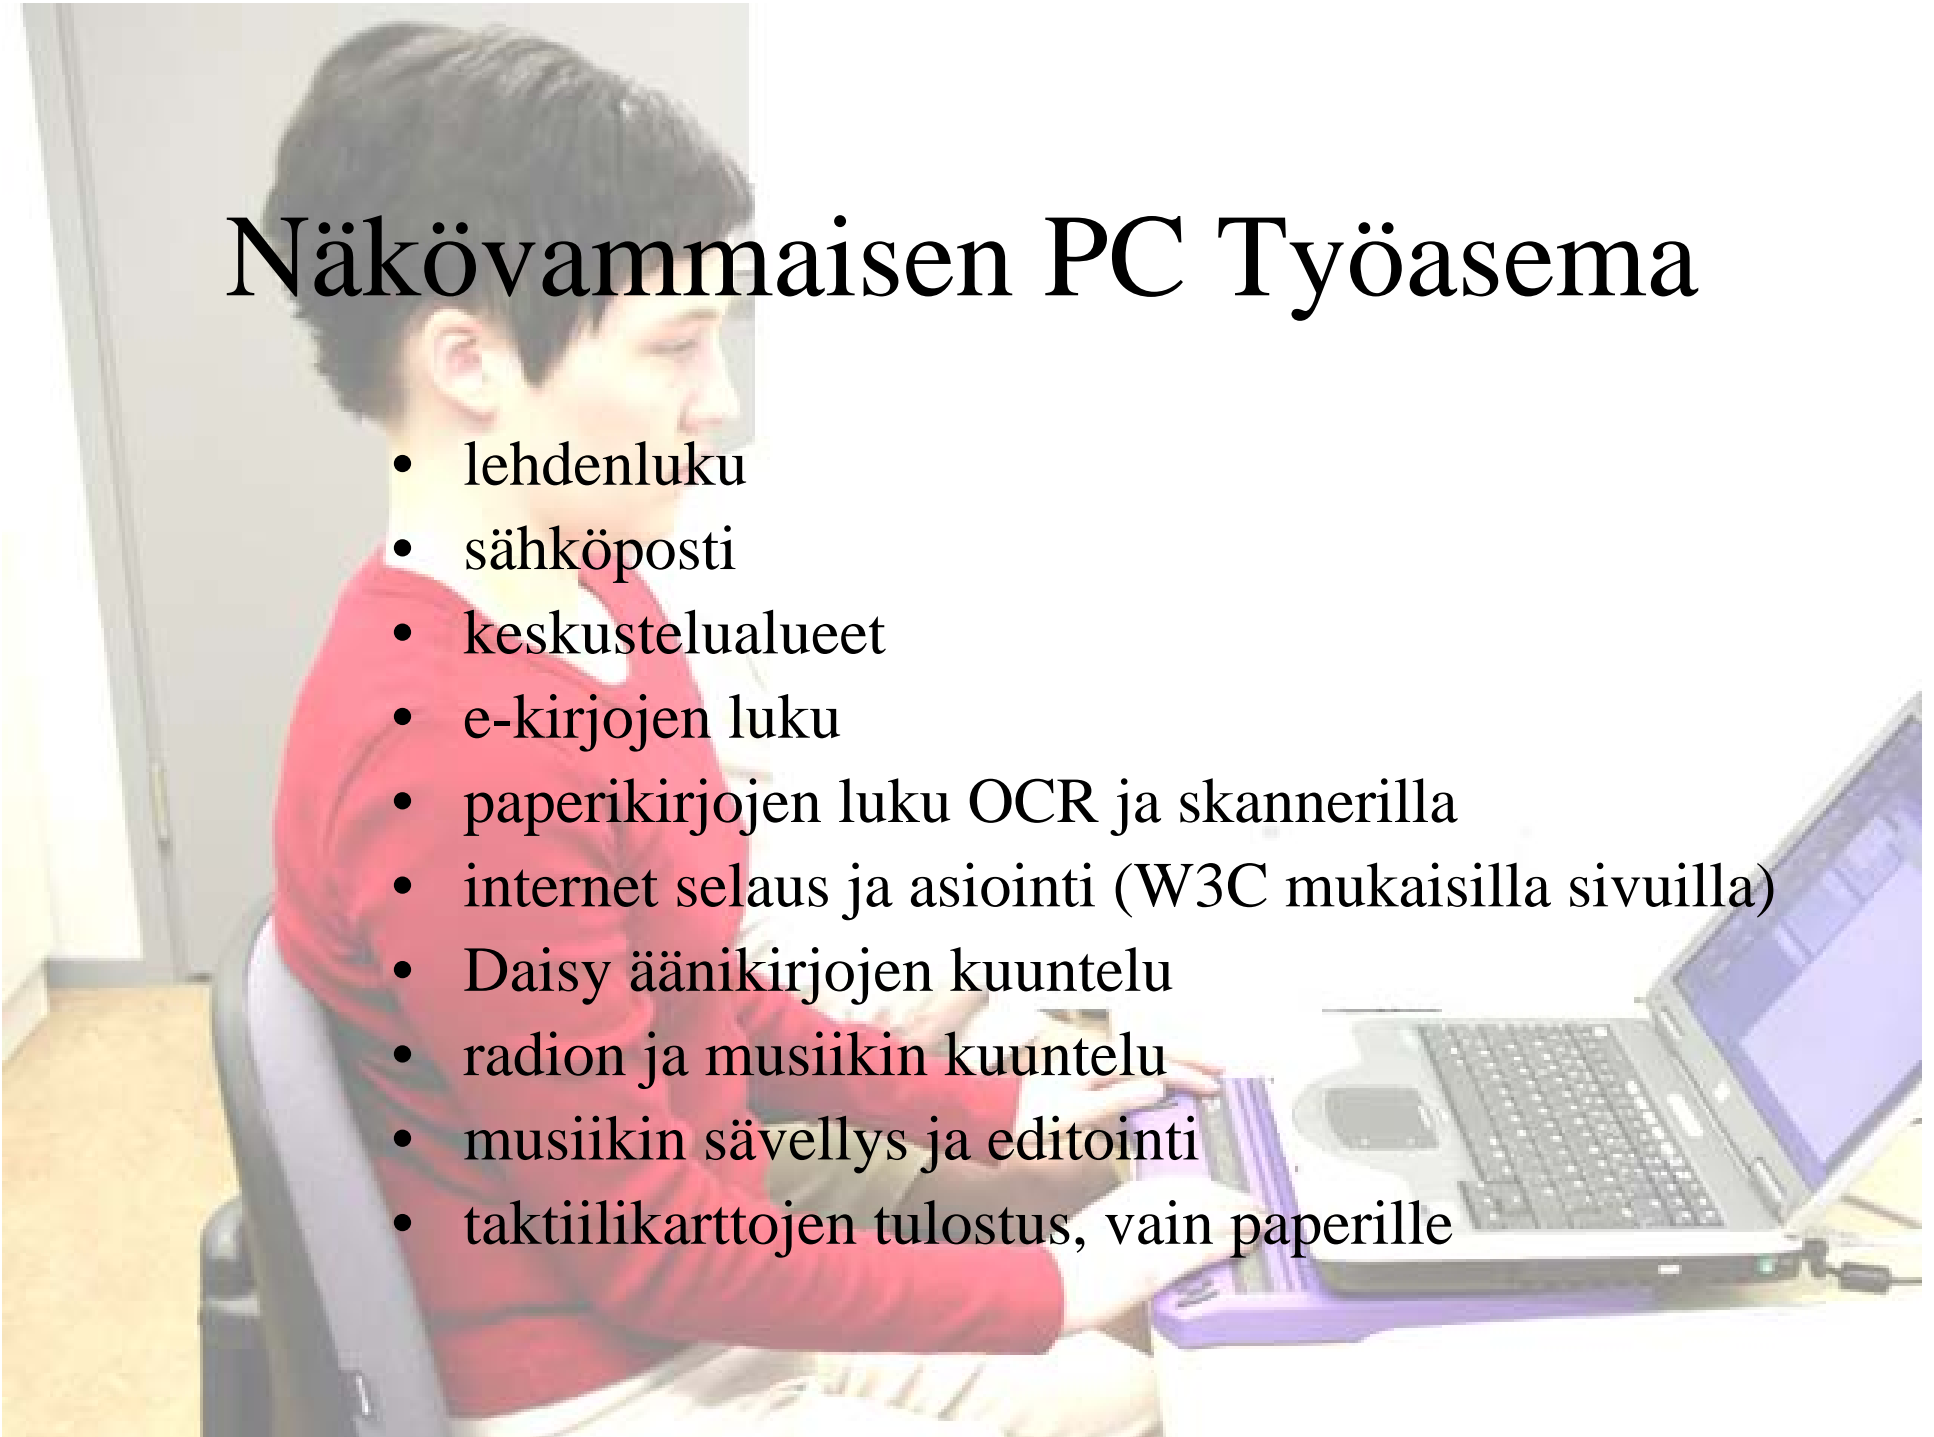 Näkövammaisen PC Työasema
• lehdenluku
• sähköposti
• keskustelualueet
• e-kirjojen luku
• paperikirjojen luku OCR ja skannerilla
• internet selaus ja asiointi (W3C mukaisilla sivuilla)
• Daisy äänikirjojen kuuntelu
• radion ja musiikin kuuntelu
• musiikin sävellys ja editointi
• taktiilikarttojen tulostus, vain paperille